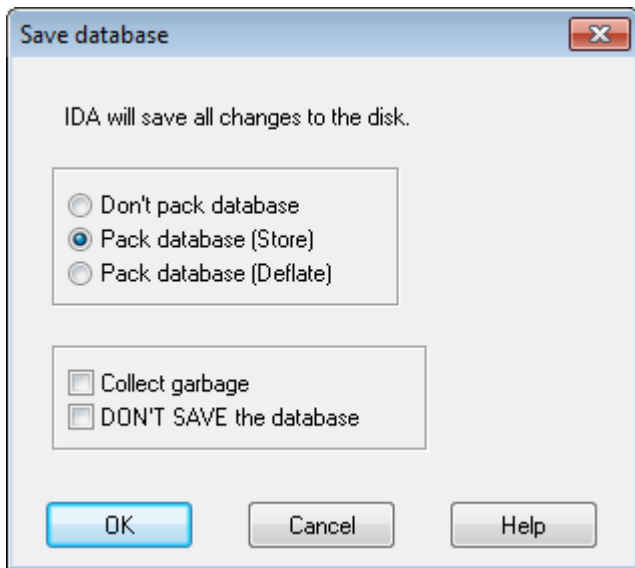 Save database
IDA will save all changes to the disk.
Don't pack database
Pack database (Store)
Pack database (Deflate)
Collect garbage
DON'T SAVE the database
OK
Cancel
Help